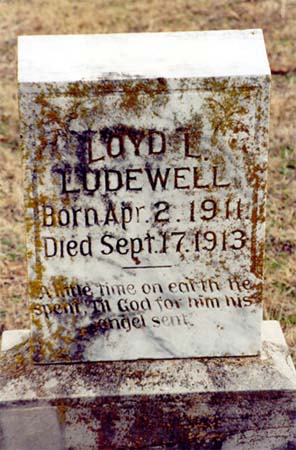 LOYD L.
LUDEWELL
Born Apr. 2. 1911.
Died Sept. 17, 1913
A little time on earth he
spent, Til God for him his
angel sent.